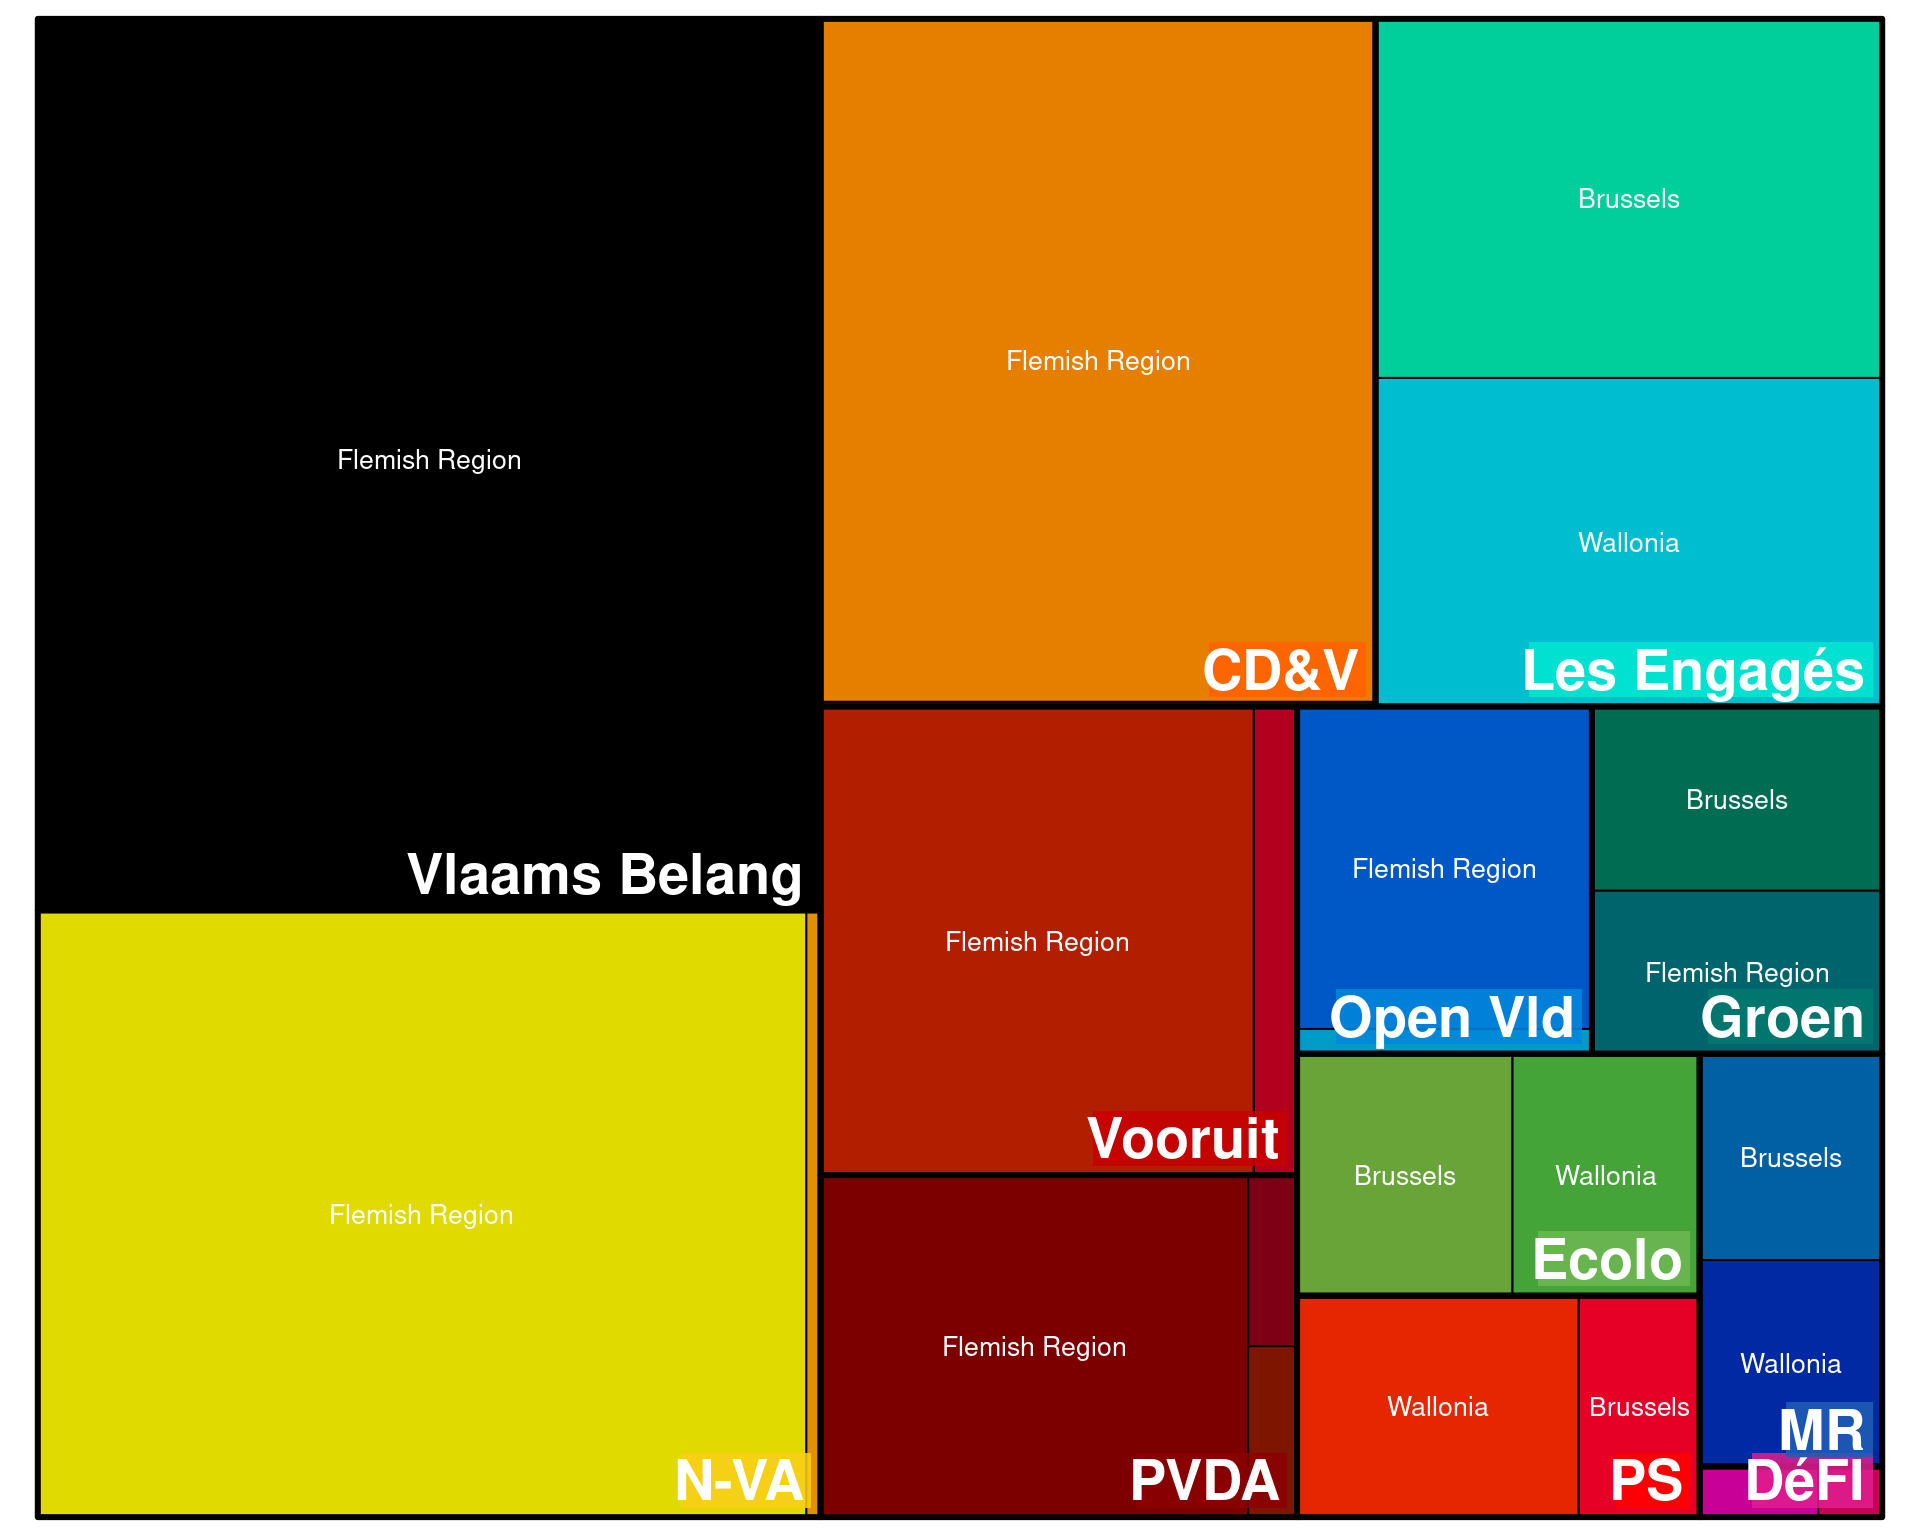 Flemish Region
Vlaams Belang
Flemish Region
N-VA
Flemish Region
CD&V
Brussels
Wallonia
Les Engagés
Flemish Region
Vooruit
Flemish Region
PVDA
Flemish Region
Open Vld
Brussels
Flemish Region
Groen
Brussels
Wallonia
Ecolo
Wallonia
Brussels
PS
Brussels
Wallonia
MR
DéFI